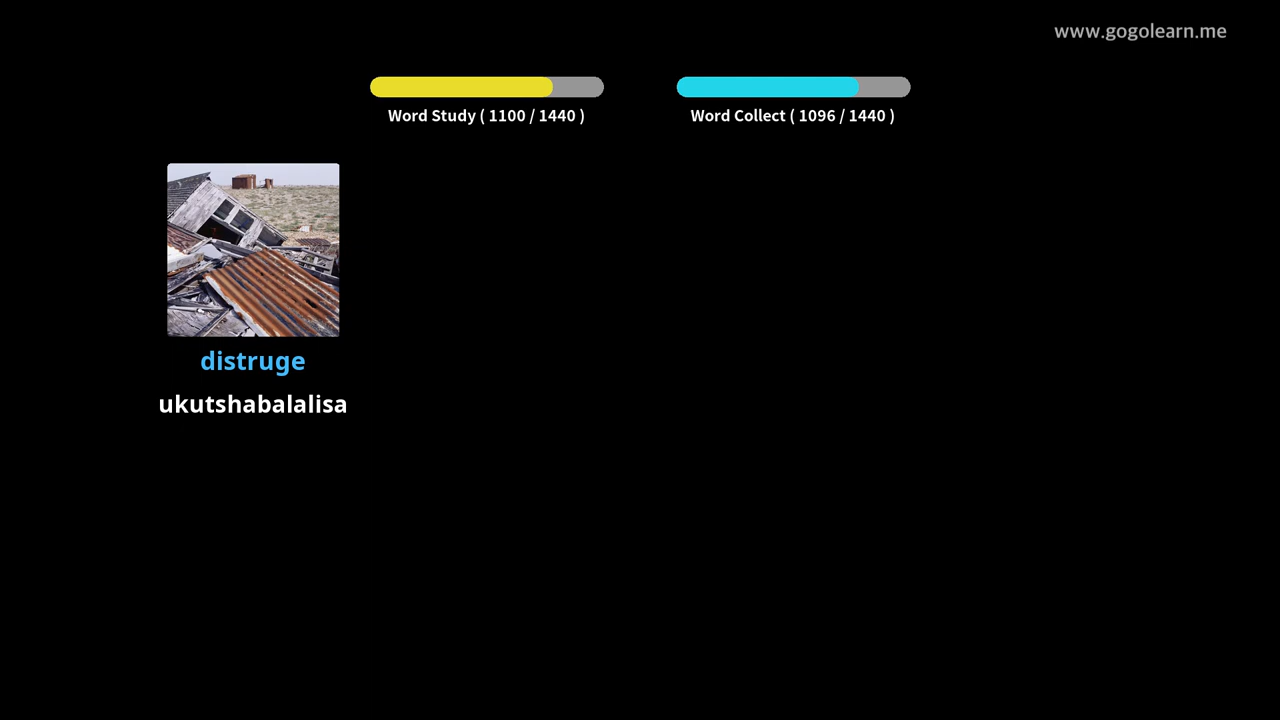 www.gogolearn.me
Word Study ( 1100 / 1440 )
Word Collect ( 1096 / 1440 )
distruge
ukutshabalalisa